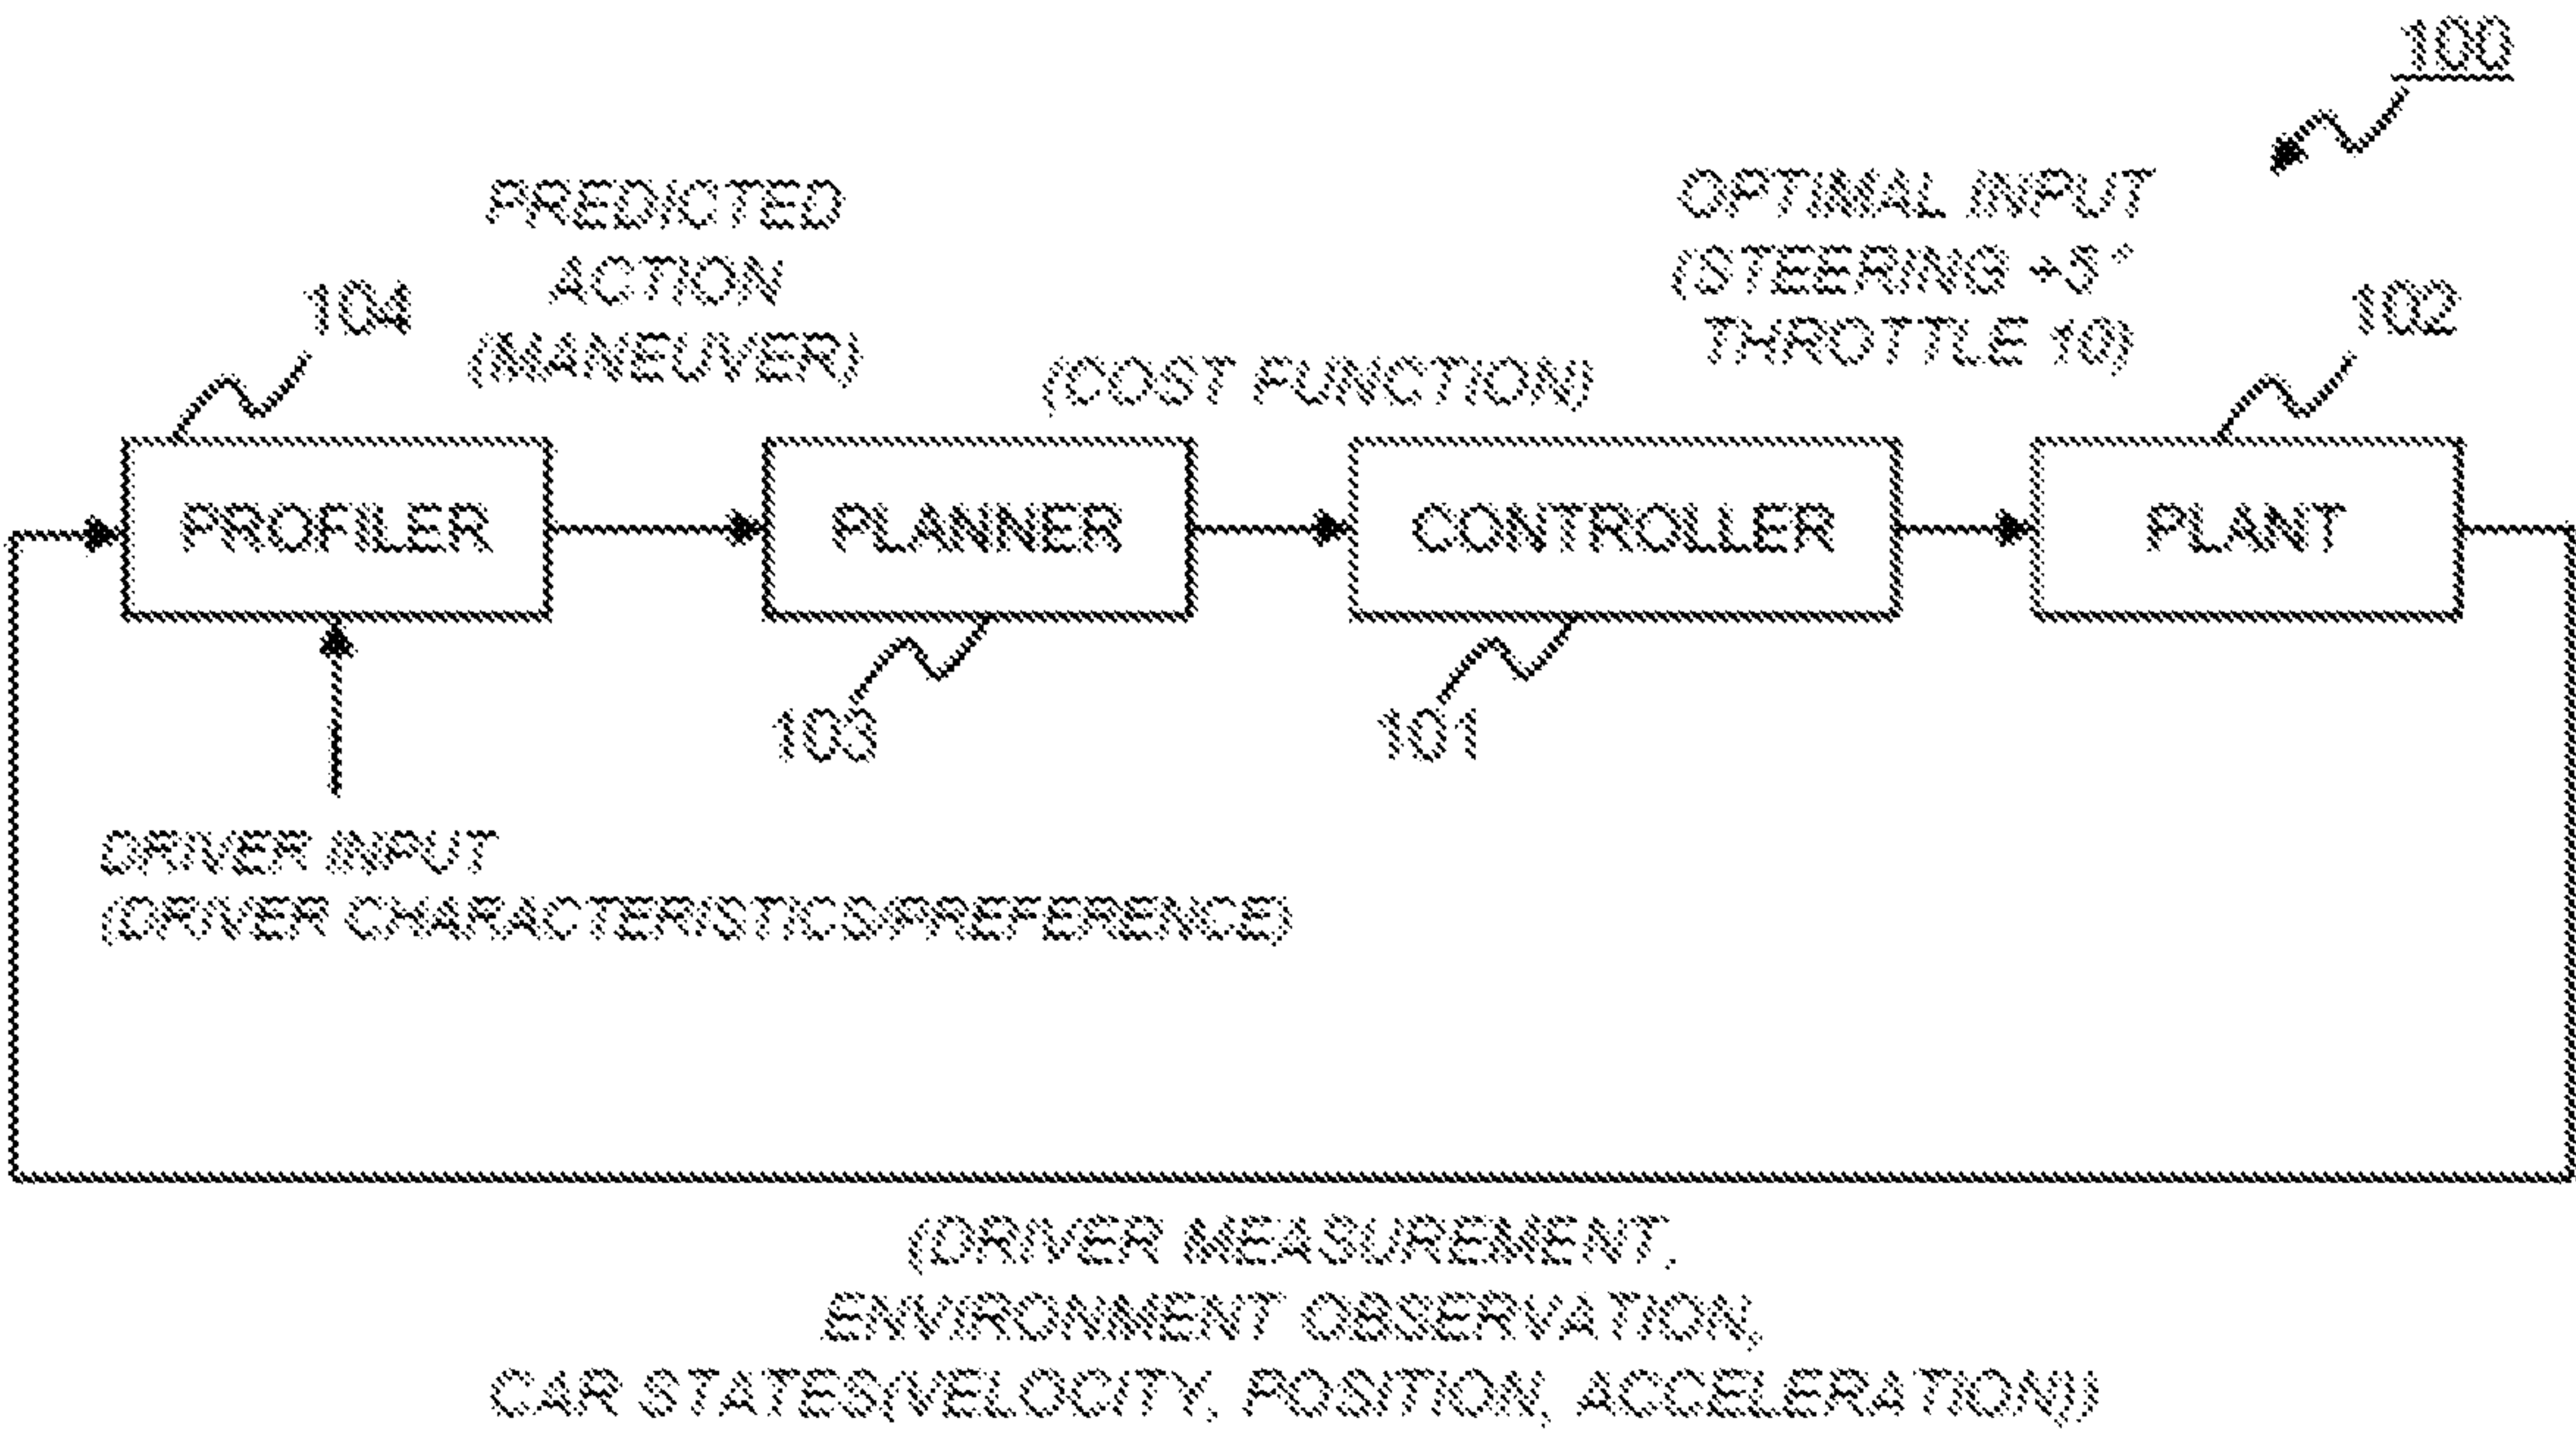 100
PREDICTED
ACTION
(MANEUVER)
OPTIMAL INPUT
(STEERING +5°
THROTTLE 10)
104
(COST FUNCTION)
102
PROFILER
PLANNER
CONTROLLER
PLANT
103
101
DRIVER INPUT
(DRIVER CHARACTERISTICS/PREFERENCE)
(DRIVER MEASUREMENT,
ENVIRONMENT OBSERVATION,
CAR STATES(VELOCITY, POSITION, ACCELERATION))